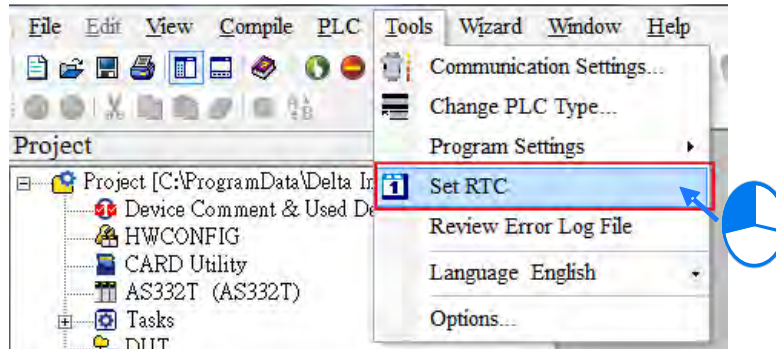 File Edit View Compile PLC Tools Wizard Window Help
Communication Settings...
Change PLC Type...
Project
Program Settings
Project [C:\ProgramData\Delta In
1 Set RTC
Device Comment & Used De
HWCONFIG
Review Error Log File
CARD Utility
Language English
AS332T (AS332T)
Tasks
Options...
DUT